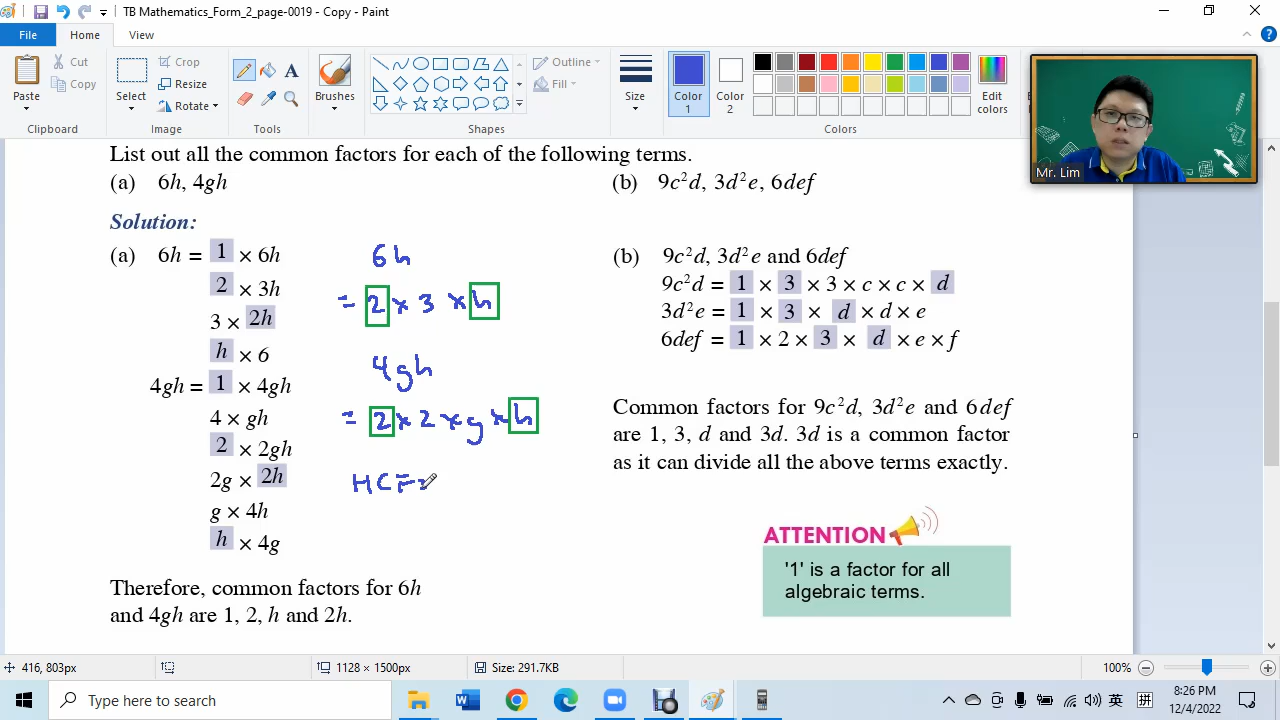 TB Mathematics_Form_2_page-0019 - Copy - Paint
File Home View
Paste Cut Copy Clipboard
Select Crop Resize Rotate Image
A Tools
Brushes
Outline Fill Shapes
Size
Color 1 Color 2 Edit colors Colors
Mr. Lim
List out all the common factors for each of the following terms.
(a) 6h, 4gh (b) 9c²d, 3d²e, 6def
Solution:
(a) 6h = 1 × 6h
2 × 3h
3 × 2h
h × 6
4gh = 1 × 4gh
4 × gh
2 × 2gh
2g × 2h
g × 4h
h × 4g
Therefore, common factors for 6h
and 4gh are 1, 2, h and 2h.
6h
= 2 × 3 × h
4gh
= 2 × 2 × g × h
HCF=
(b) 9c²d, 3d²e and 6def
9c²d = 1 × 3 × 3 × c × c × d
3d²e = 1 × 3 × d × d × e
6def = 1 × 2 × 3 × d × e × f
Common factors for 9c²d, 3d²e and 6def
are 1, 3, d and 3d. 3d is a common factor
as it can divide all the above terms exactly.
ATTENTION
'1' is a factor for all
algebraic terms.
416, 803px 1128 × 1500px Size: 291.7KB 100%
Type here to search
英 拼 8:26 PM
12/4/2022